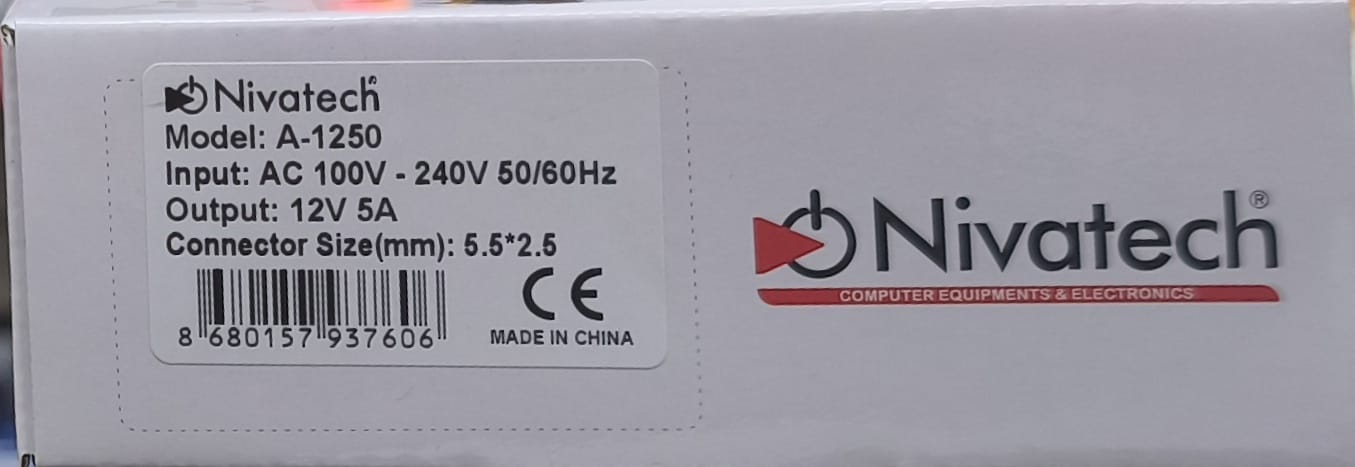 Nivatech®
Model: A-1250
Input: AC 100V - 240V 50/60Hz
Output: 12V 5A
Connector Size(mm): 5.5*2.5
CE
8 680157 937606
MADE IN CHINA
Nivatech®
COMPUTER EQUIPMENTS & ELECTRONICS